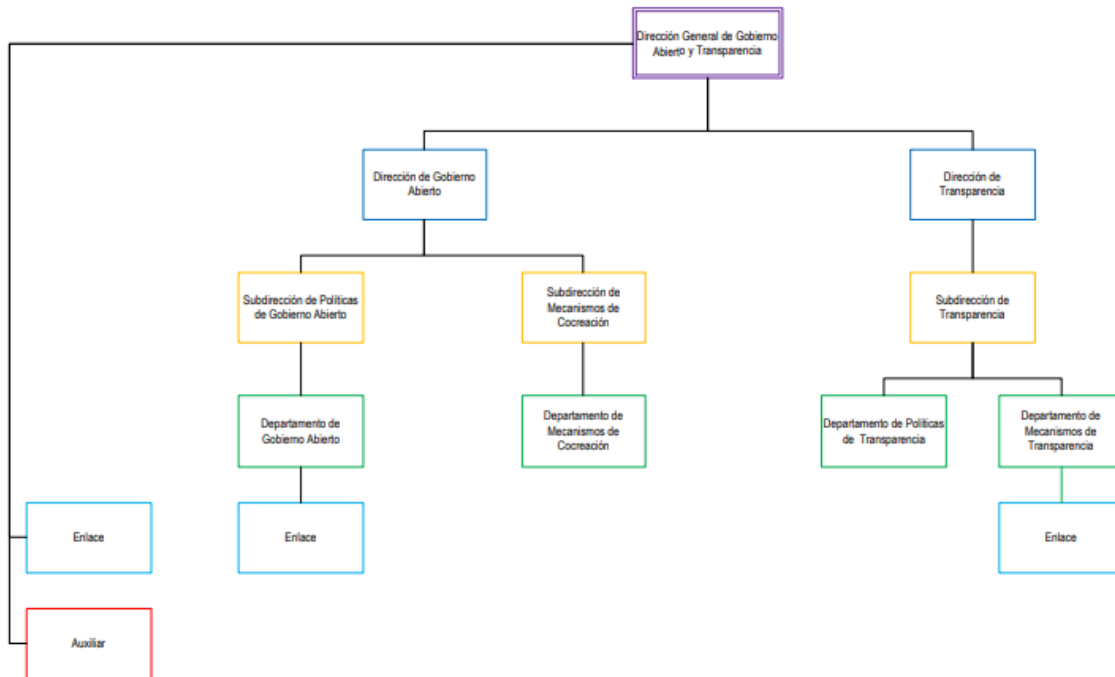 Dirección General de Gobierno
Abierto y Transparencia
Dirección de Gobierno
Abierto
Dirección de
Transparencia
Subdirección de Políticas
de Gobierno Abierto
Subdirección de
Mecanismos de
Cocreación
Subdirección de
Transparencia
Departamento de
Gobierno Abierto
Departamento de
Mecanismos de
Cocreación
Departamento de Políticas
de Transparencia
Departamento de
Mecanismos de
Transparencia
Enlace
Enlace
Enlace
Auxiliar